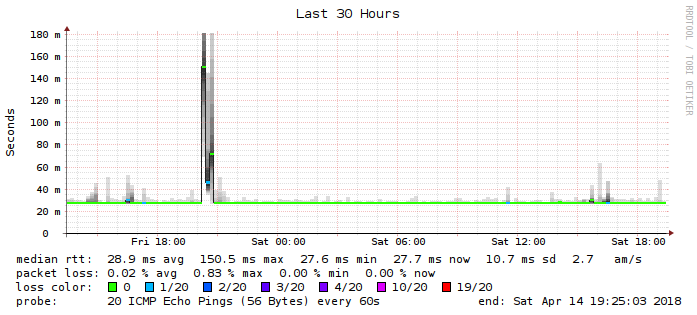 Last 30 Hours
RRDTOOL / TOBI OETIKER
Seconds
180 m
160 m
140 m
120 m
100 m
80 m
60 m
40 m
20 m
0
Fri 18:00 Sat 00:00 Sat 06:00 Sat 12:00 Sat 18:00
median rtt: 28.9 ms avg 150.5 ms max 27.6 ms min 27.7 ms now 10.7 ms sd 2.7 am/s
packet loss: 0.02 % avg 0.83 % max 0.00 % min 0.00 % now
loss color: 0 1/20 2/20 3/20 4/20 10/20 19/20
probe: 20 ICMP Echo Pings (56 Bytes) every 60s end: Sat Apr 14 19:25:03 2018